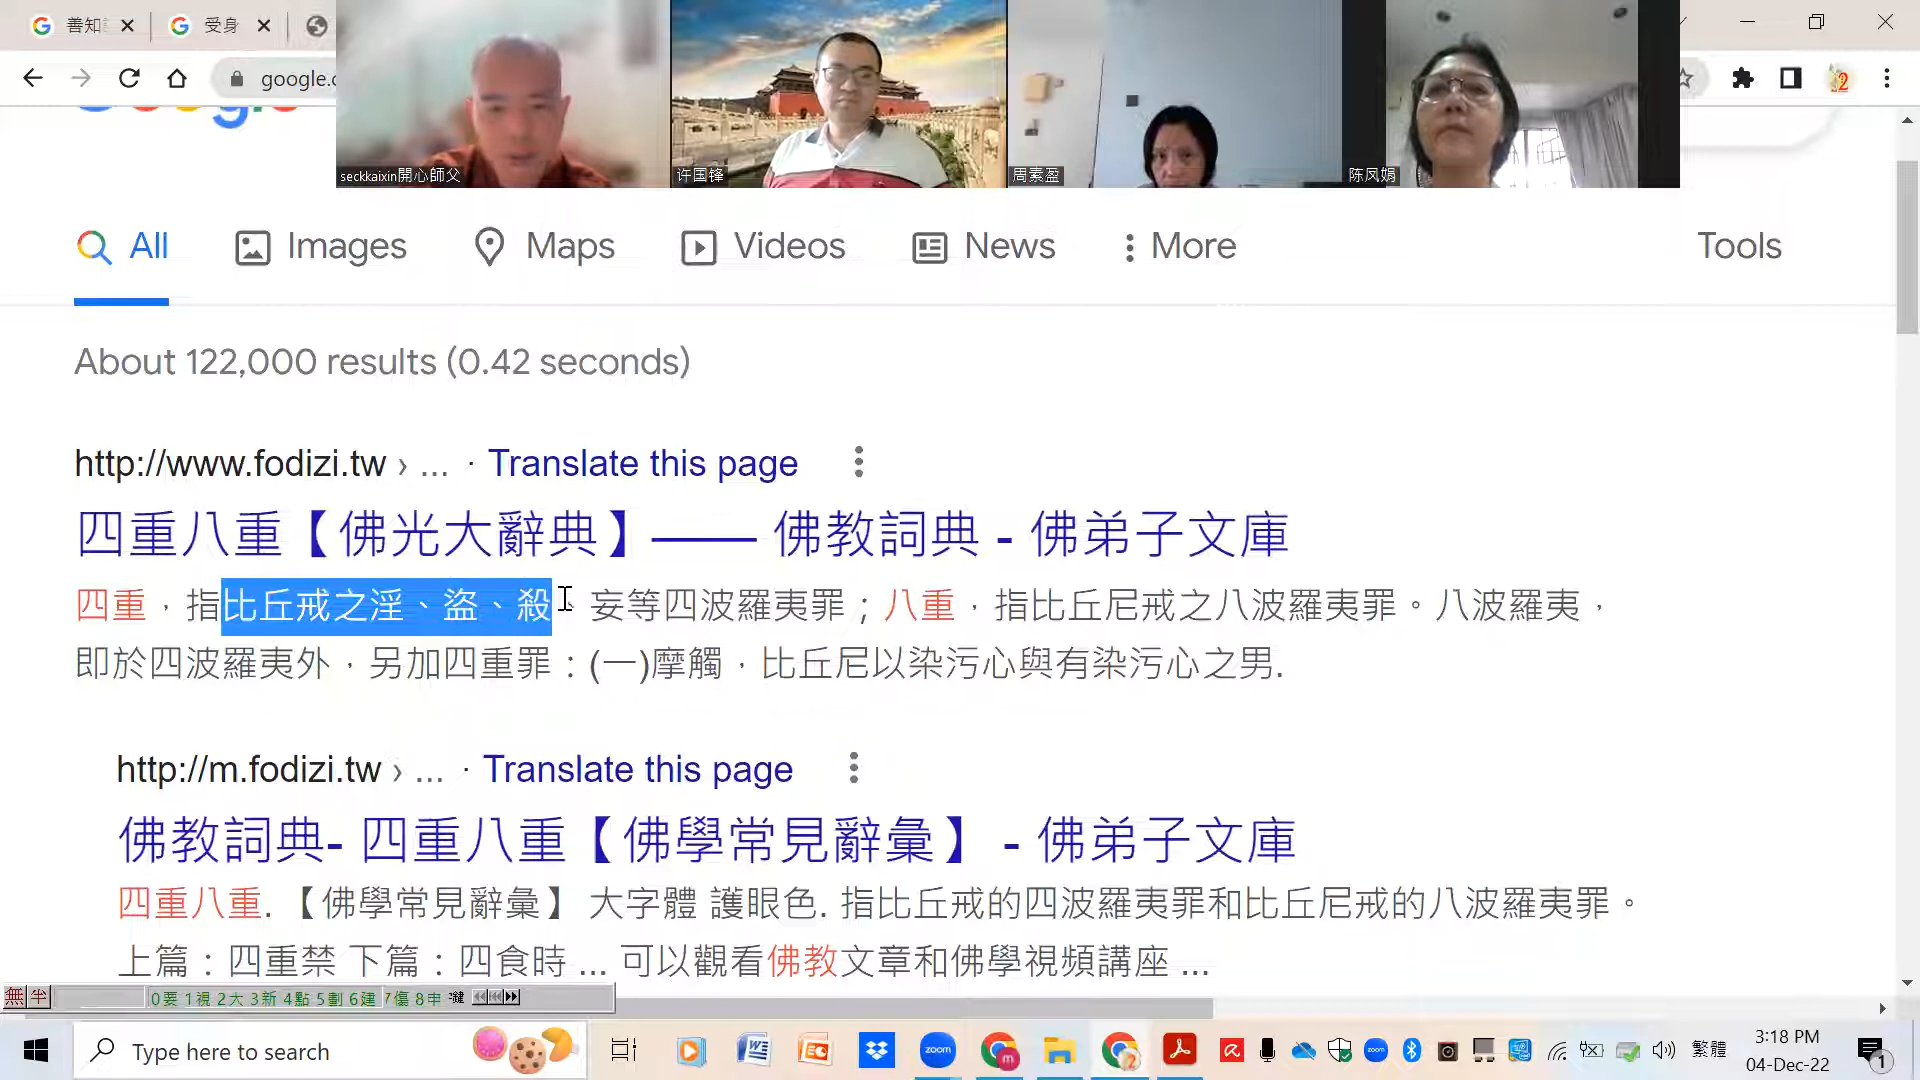 善知
受身
google.c
seckkaixin開心師父
许国锋
周素盈
陈凤娟
All
Images
Maps
Videos
News
More
Tools
About 122,000 results (0.42 seconds)
http://www.fodizi.tw › ... · Translate this page
四重八重【佛光大辭典】—— 佛教詞典 - 佛弟子文庫
四重，指比丘戒之淫、盜、殺、妄等四波羅夷罪；八重，指比丘尼戒之八波羅夷罪。八波羅夷，
即於四波羅夷外，另加四重罪：(一)摩觸，比丘尼以染污心與有染污心之男.
http://m.fodizi.tw › ... · Translate this page
佛教詞典- 四重八重【佛學常見辭彙】 - 佛弟子文庫
四重八重. 【佛學常見辭彙】 大字體 護眼色. 指比丘戒的四波羅夷罪和比丘尼戒的八波羅夷罪。
上篇：四重禁 下篇：四食時 ... 可以觀看佛教文章和佛學視頻講座 ...
無 半 0要 1視 2大 3新 4點 5劃 6建 7傷 8申
Type here to search
zoom
繁體
3:18 PM
04-Dec-22
1